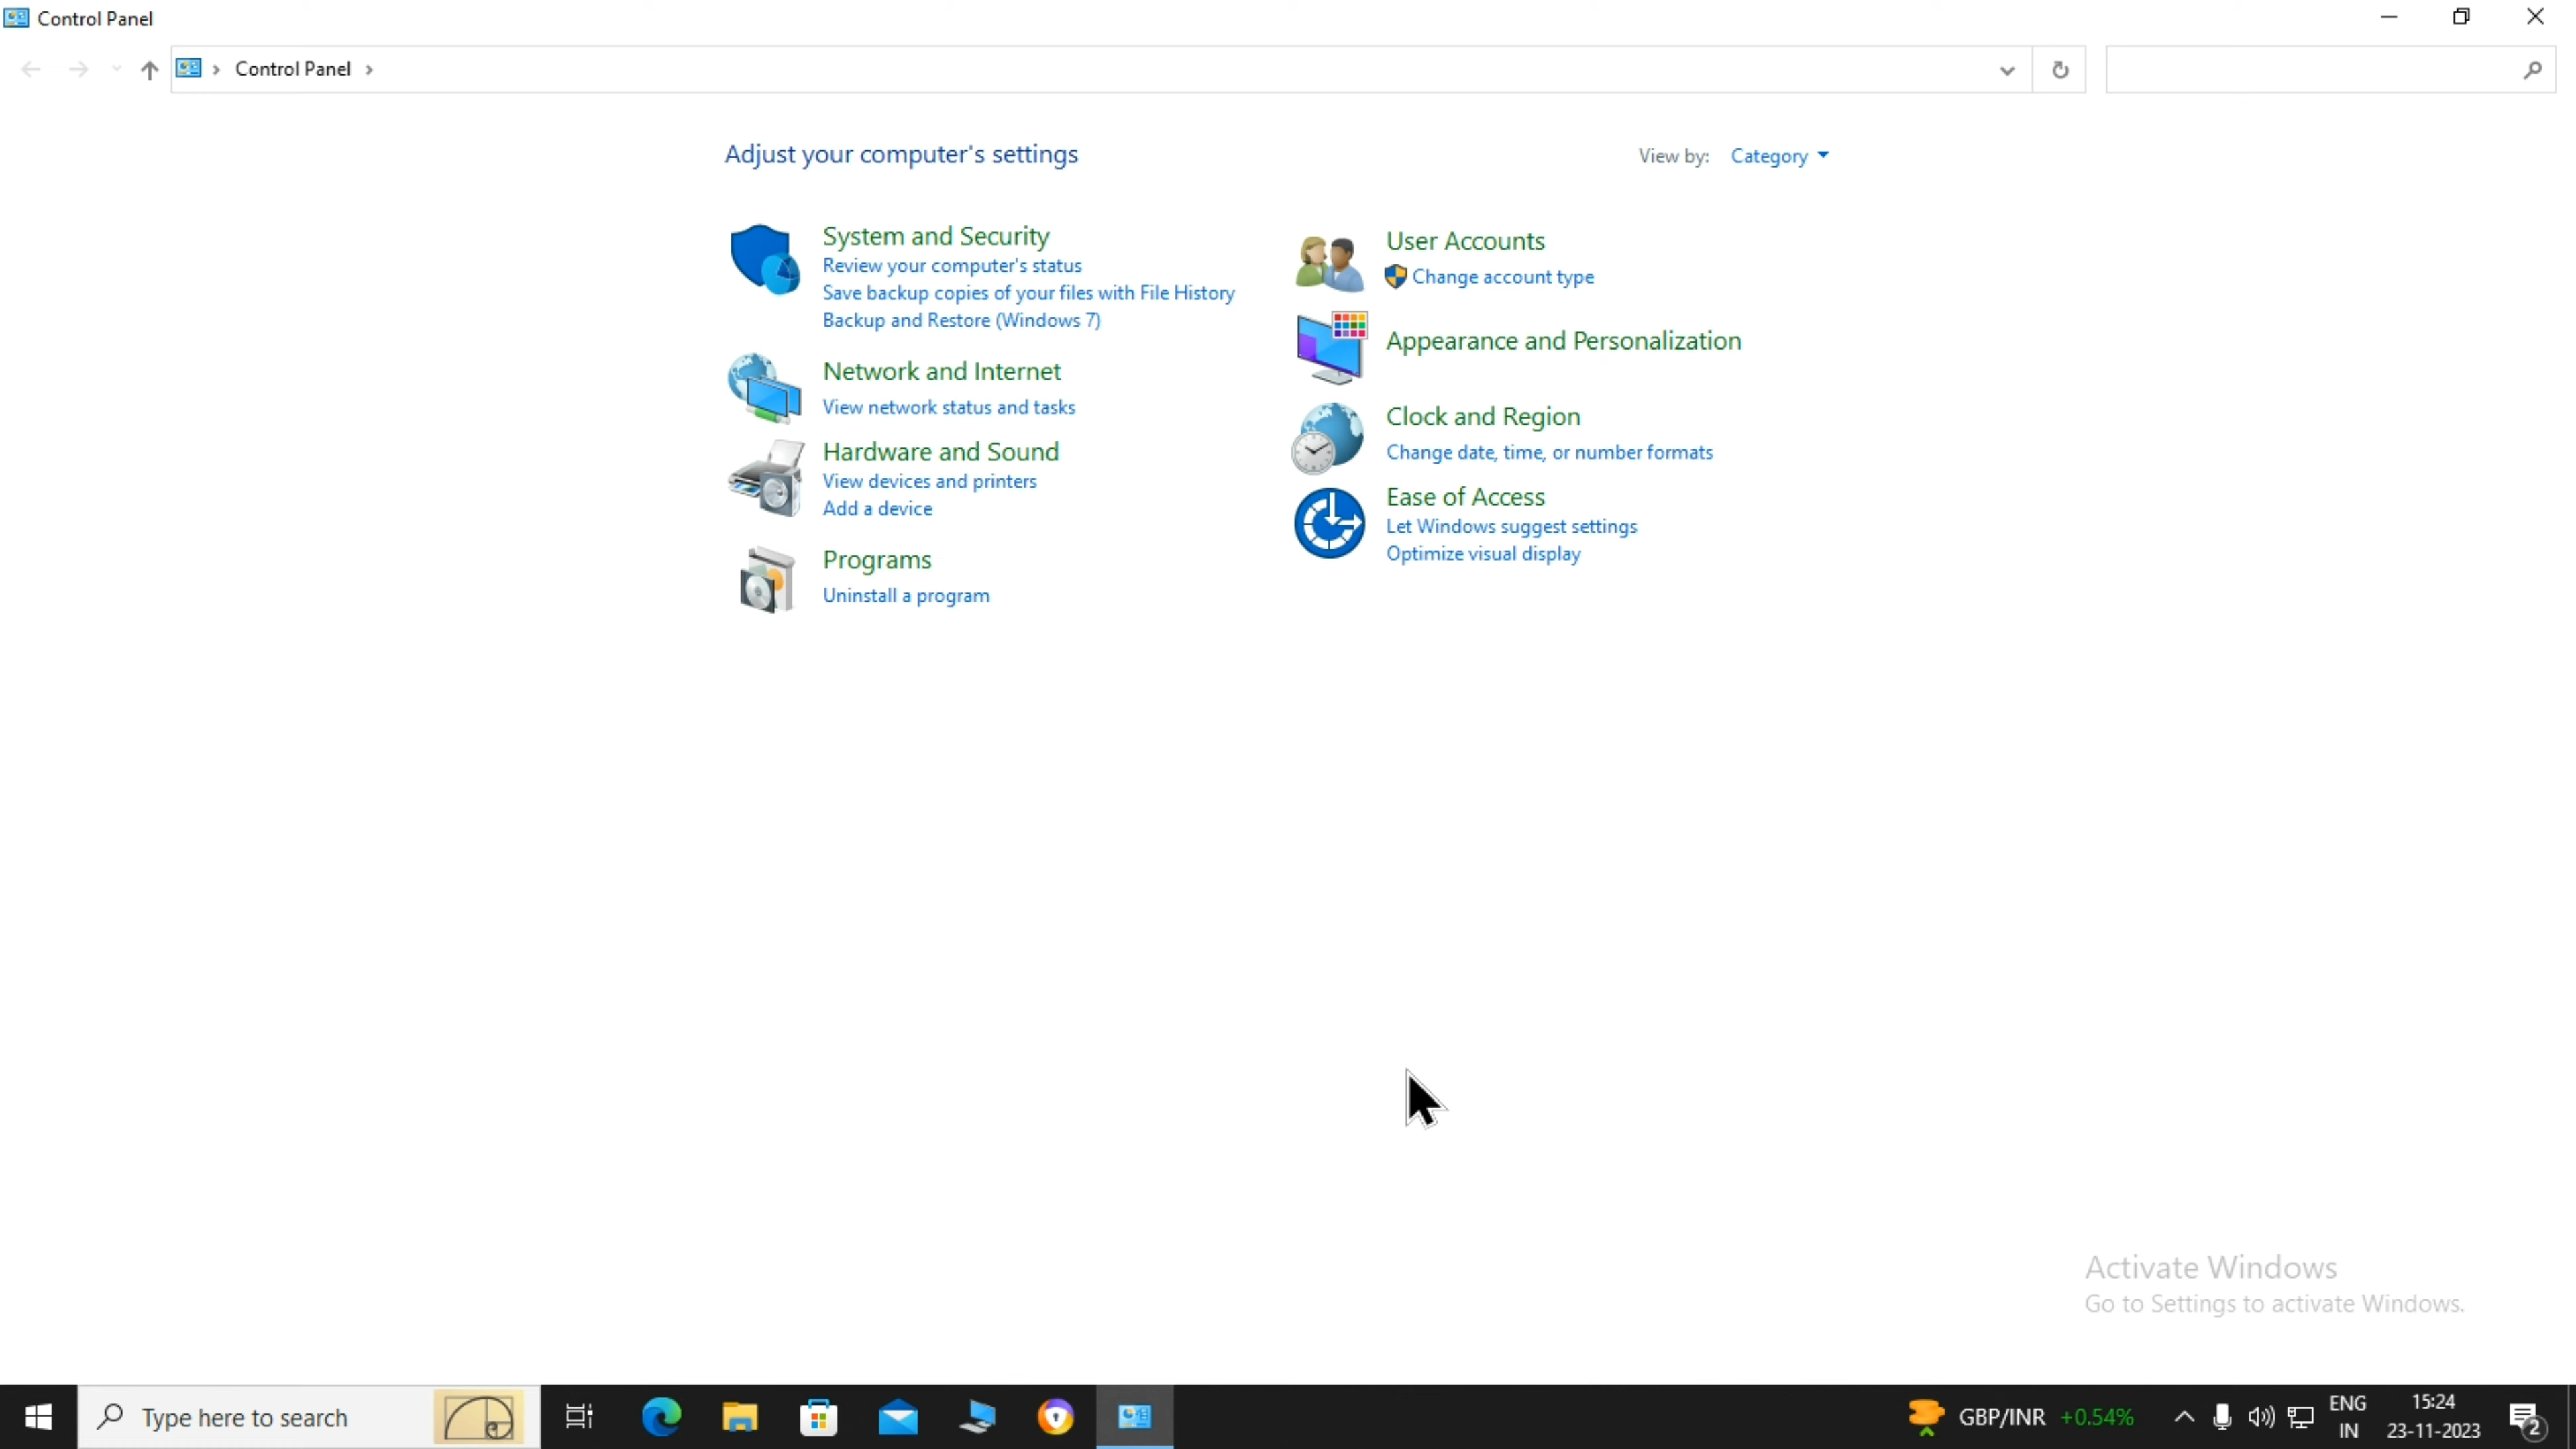 Control Panel
Control Panel
Adjust your computer's settings
View by: Category
System and Security
Review your computer's status
Save backup copies of your files with File History
Backup and Restore (Windows 7)
Network and Internet
View network status and tasks
Hardware and Sound
View devices and printers
Add a device
Programs
Uninstall a program
User Accounts
Change account type
Appearance and Personalization
Clock and Region
Change date, time, or number formats
Ease of Access
Let Windows suggest settings
Optimize visual display
Activate Windows
Go to Settings to activate Windows.
Type here to search
GBP/INR +0.54%
ENG
IN
15:24
23-11-2023
2